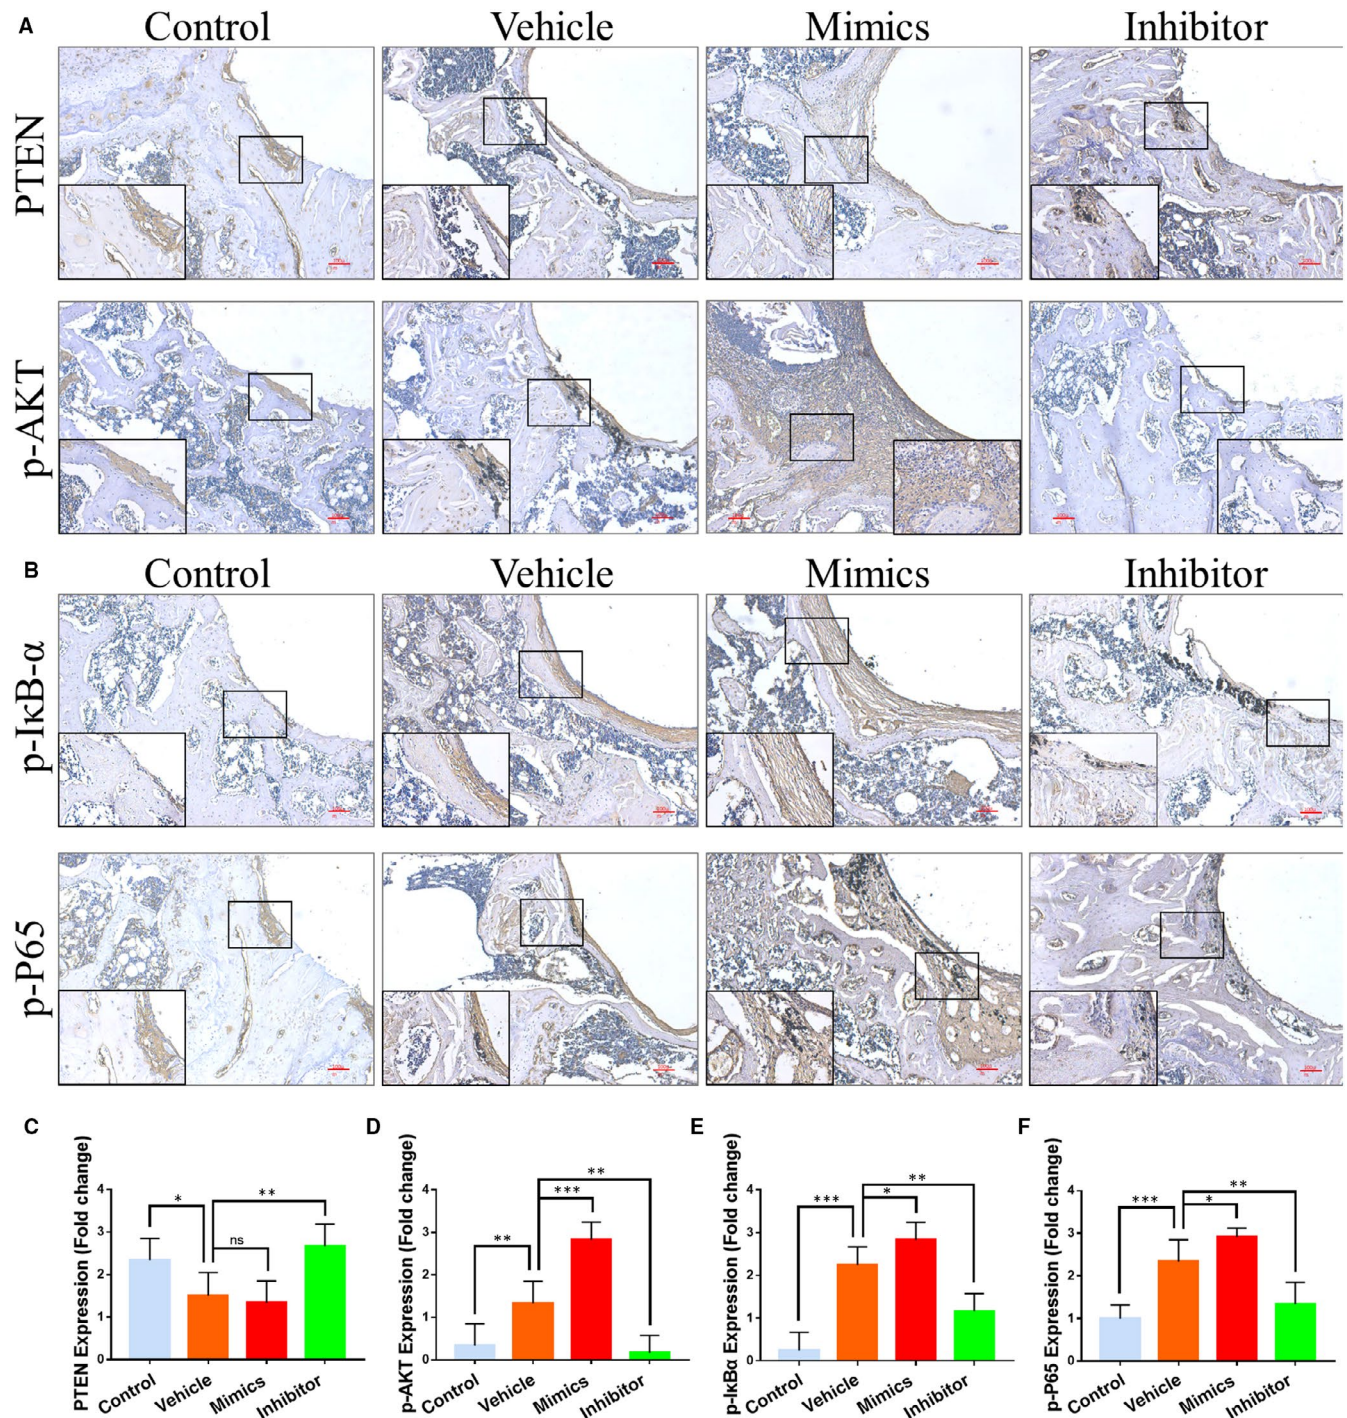 A
Control Vehicle Mimics Inhibitor
PTEN
p-AKT
B
Control Vehicle Mimics Inhibitor
p-IκB-α
p-P65
C
PTEN Expression (Fold change)
4
3
2
1
0
*
**
ns
Control Vehicle Mimics Inhibitor
D
p-AKT Expression (Fold change)
4
3
2
1
0
**
***
**
Control Vehicle Mimics Inhibitor
E
p-IκBα Expression (Fold change)
4
3
2
1
0
***
*
**
Control Vehicle Mimics Inhibitor
F
p-P65 Expression (Fold change)
4
3
2
1
0
***
*
**
Control Vehicle Mimics Inhibitor